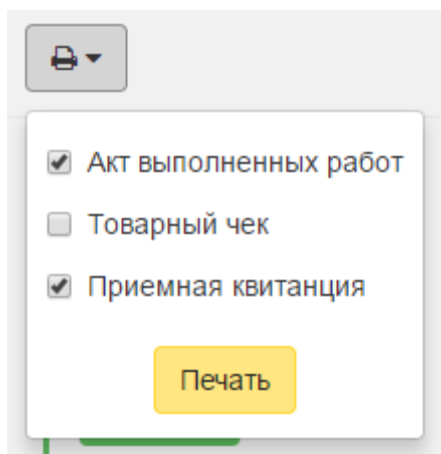 Акт выполненных работ
Товарный чек
Приемная квитанция
Печать